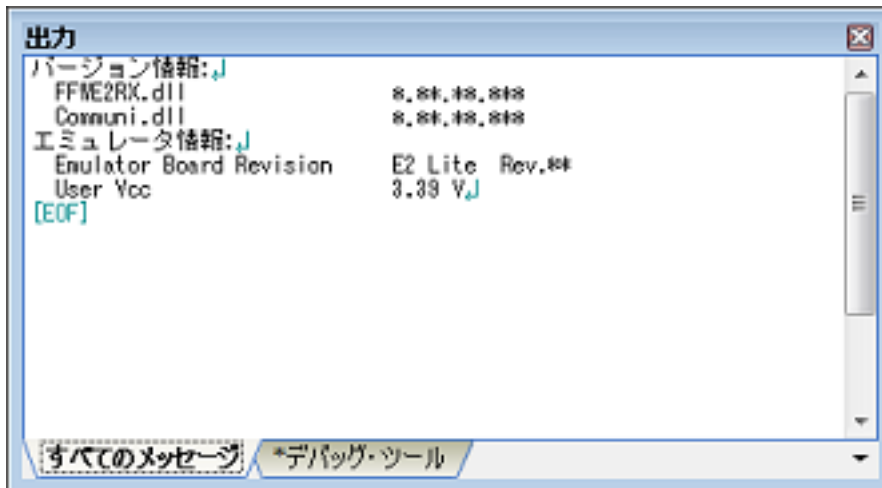 出力
バージョン情報:↲
FFWE2RX.dll *.**.**.***
Communi.dll *.**.**.***
エミュレータ情報:↲
Emulator Board Revision E2 Lite Rev.**
User Vcc 3.39 V↲
[EOF]
すべてのメッセージ *デバッグ・ツール